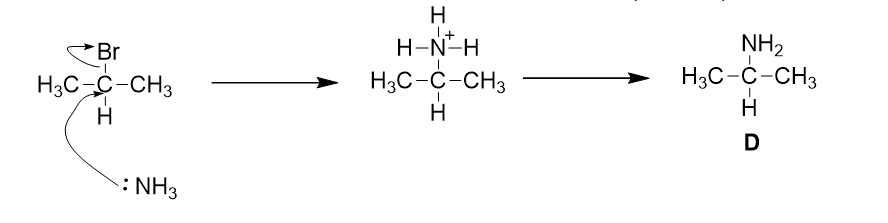 Br
H₃C–C–CH₃
H
:NH₃
H
H–N⁺–H
H₃C–C–CH₃
H
NH₂
H₃C–C–CH₃
H
D